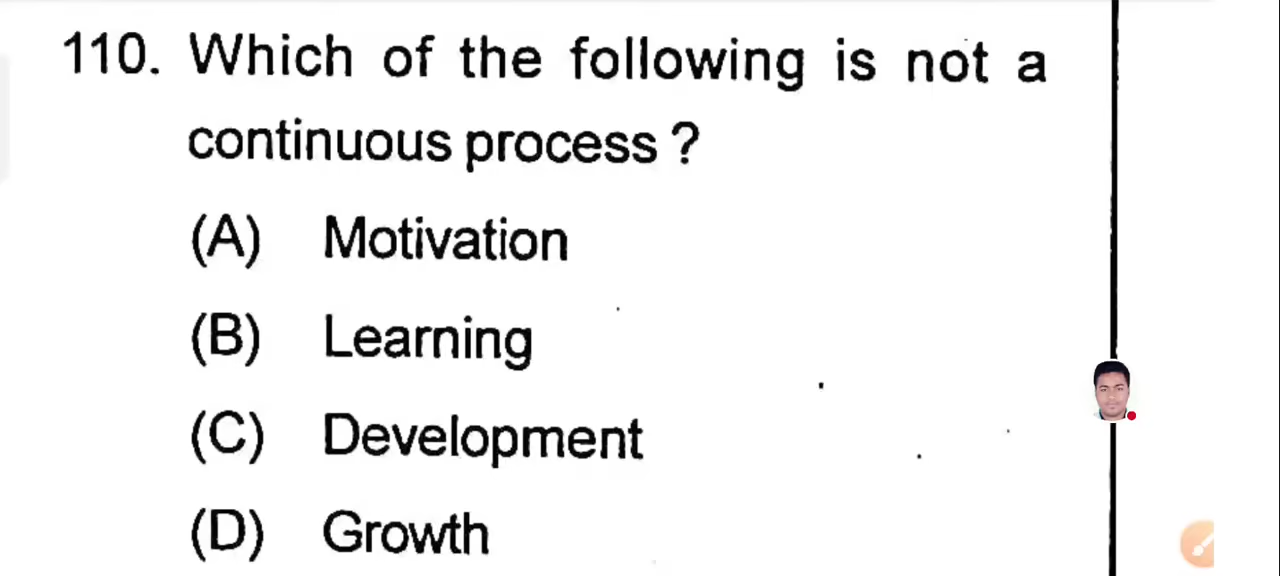 110. Which of the following is not a
continuous process ?
(A) Motivation
(B) Learning
(C) Development
(D) Growth